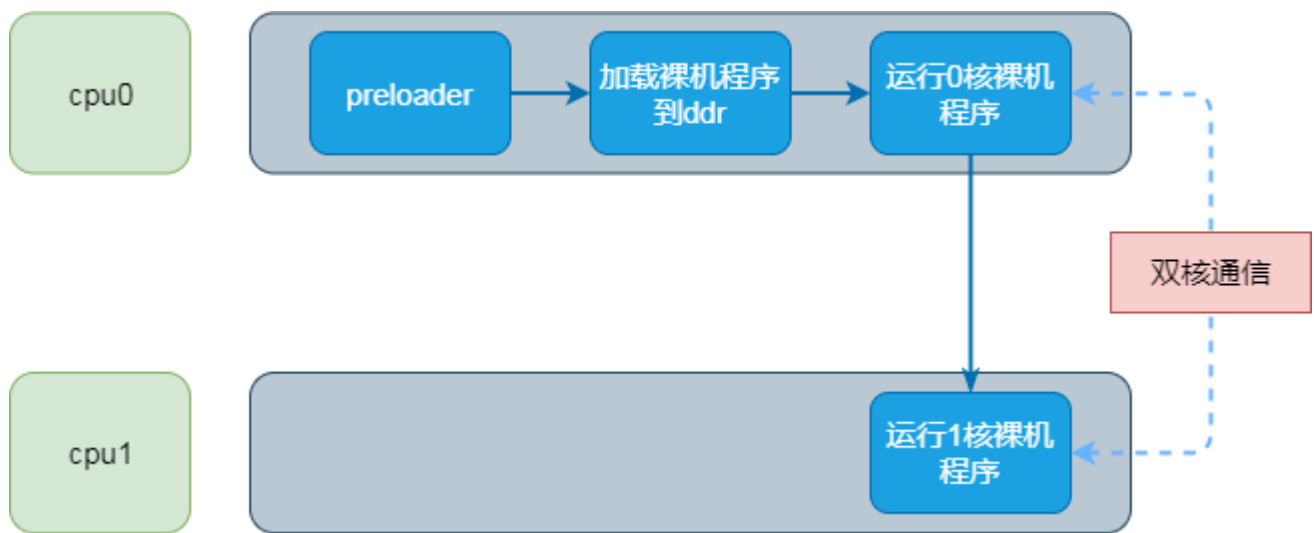 cpu0
preloader
加载裸机程序
到ddr
运行0核裸机
程序
双核通信
cpu1
运行1核裸机
程序